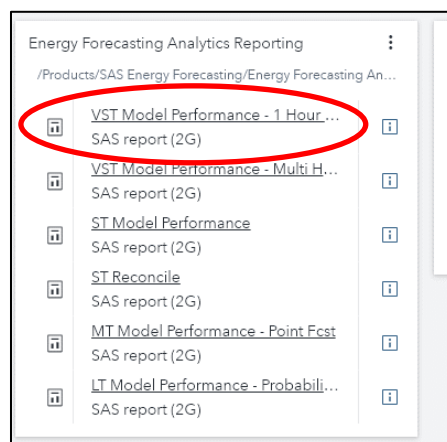 Energy Forecasting Analytics Reporting
/Products/SAS Energy Forecasting/Energy Forecasting An...
VST Model Performance - 1 Hour ...
SAS report (2G)
VST Model Performance - Multi H...
SAS report (2G)
ST Model Performance
SAS report (2G)
ST Reconcile
SAS report (2G)
MT Model Performance - Point Fcst
SAS report (2G)
LT Model Performance - Probabili...
SAS report (2G)